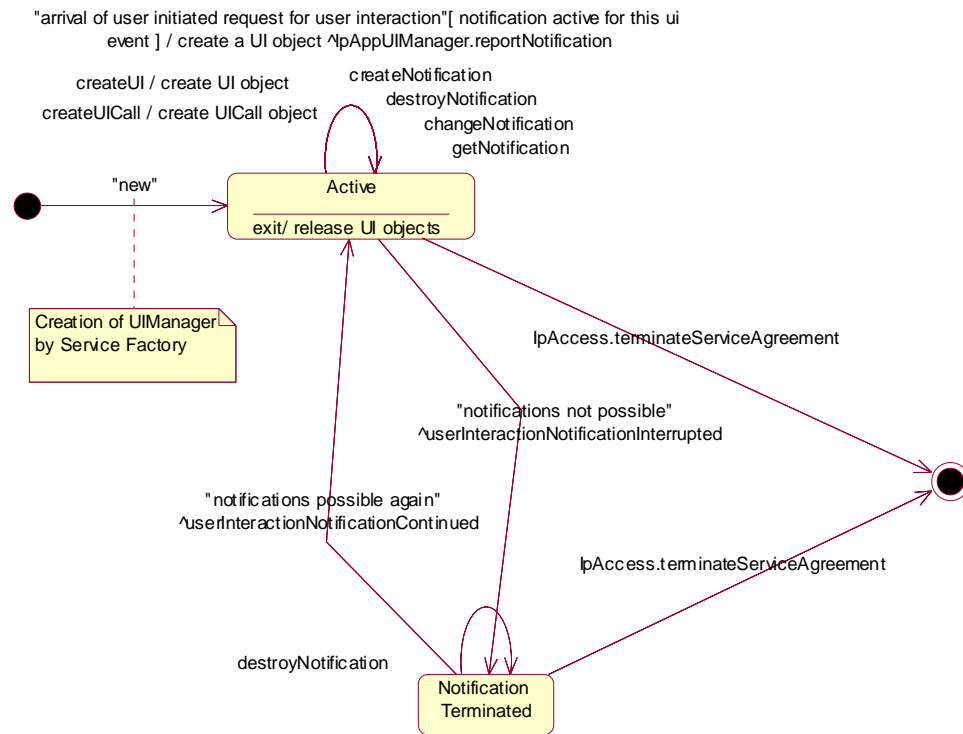 "arrival of user initiated request for user interaction"[ notification active for this ui
event ] / create a UI object ^IpAppUIManager.reportNotification
createUI / create UI object
createUICall / create UICall object
createNotification
destroyNotification
changeNotification
getNotification
"new"
Active
exit/ release UI objects
Creation of UIManager
by Service Factory
IpAccess.terminateServiceAgreement
"notifications not possible"
^userInteractionNotificationInterrupted
"notifications possible again"
^userInteractionNotificationContinued
IpAccess.terminateServiceAgreement
destroyNotification
Notification
Terminated